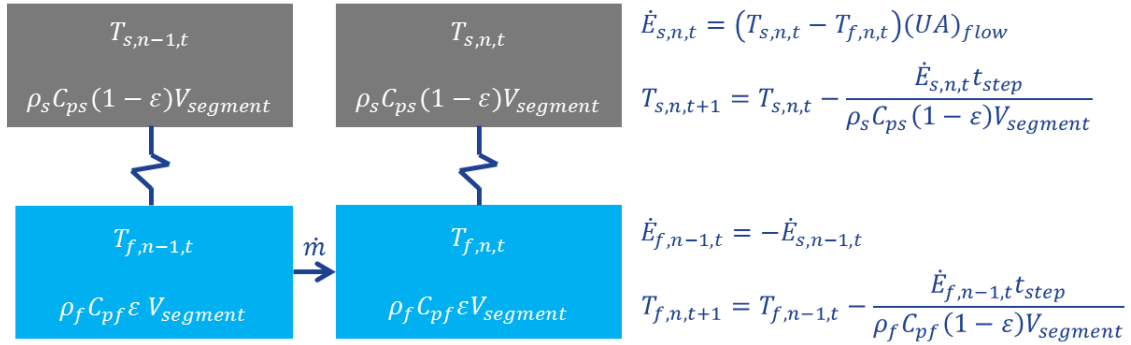 T_{s,n−1,t}
ρ_s C_{ps} (1 − ε)V_{segment}
T_{s,n,t}
ρ_s C_{ps} (1 − ε)V_{segment}
T_{f,n−1,t}
ρ_f C_{pf} ε V_{segment}
ṁ
T_{f,n,t}
ρ_f C_{pf} εV_{segment}
Ė_{s,n,t} = (T_{s,n,t} − T_{f,n,t})(UA)_{flow}
T_{s,n,t+1} = T_{s,n,t} − \frac{Ė_{s,n,t} t_{step}}{ρ_s C_{ps} (1 − ε)V_{segment}}
Ė_{f,n−1,t} = −Ė_{s,n−1,t}
T_{f,n,t+1} = T_{f,n−1,t} − \frac{Ė_{f,n−1,t} t_{step}}{ρ_f C_{pf} (1 − ε)V_{segment}}